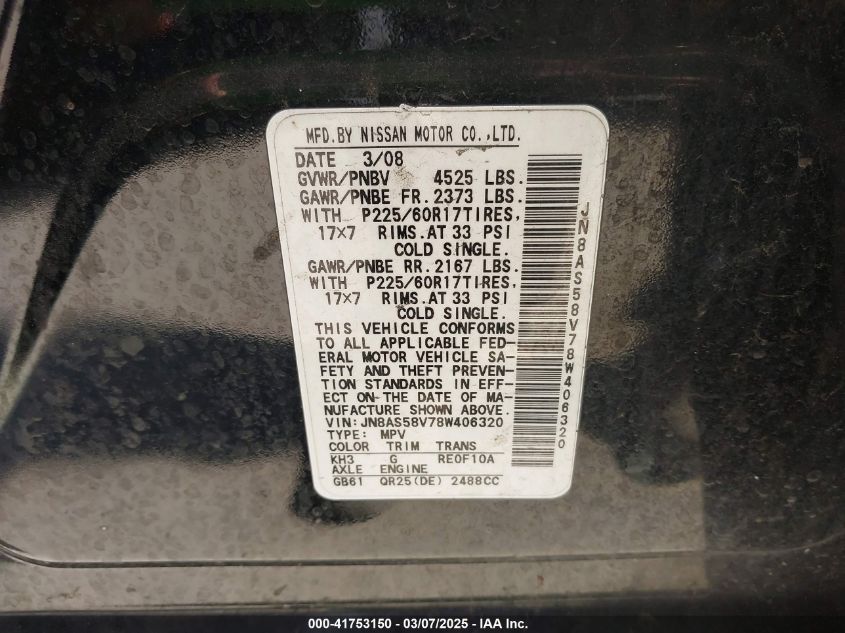 MFD.BY NISSAN MOTOR CO.,LTD.
DATE 3/08
GVWR/PNBV 4525 LBS.
GAWR/PNBE FR.2373 LBS.
WITH P225/60R17TIRES,
17×7 RIMS.AT 33 PSI
COLD SINGLE.
GAWR/PNBE RR.2167 LBS.
WITH P225/60R17TIRES,
17×7 RIMS.AT 33 PSI
COLD SINGLE.
THIS VEHICLE CONFORMS
TO ALL APPLICABLE FED-
ERAL MOTOR VEHICLE SA-
FETY AND THEFT PREVEN-
TION STANDARDS IN EFF-
ECT ON THE DATE OF MA-
NUFACTURE SHOWN ABOVE.
VIN:JN8AS58V78W406320
TYPE: MPV
COLOR TRIM TRANS
KH3 G RE0F10A
AXLE ENGINE
GB61 QR25(DE) 2488CC
JN8AS58V78W406320
000-41753150 — 03/07/2025 — IAA Inc.